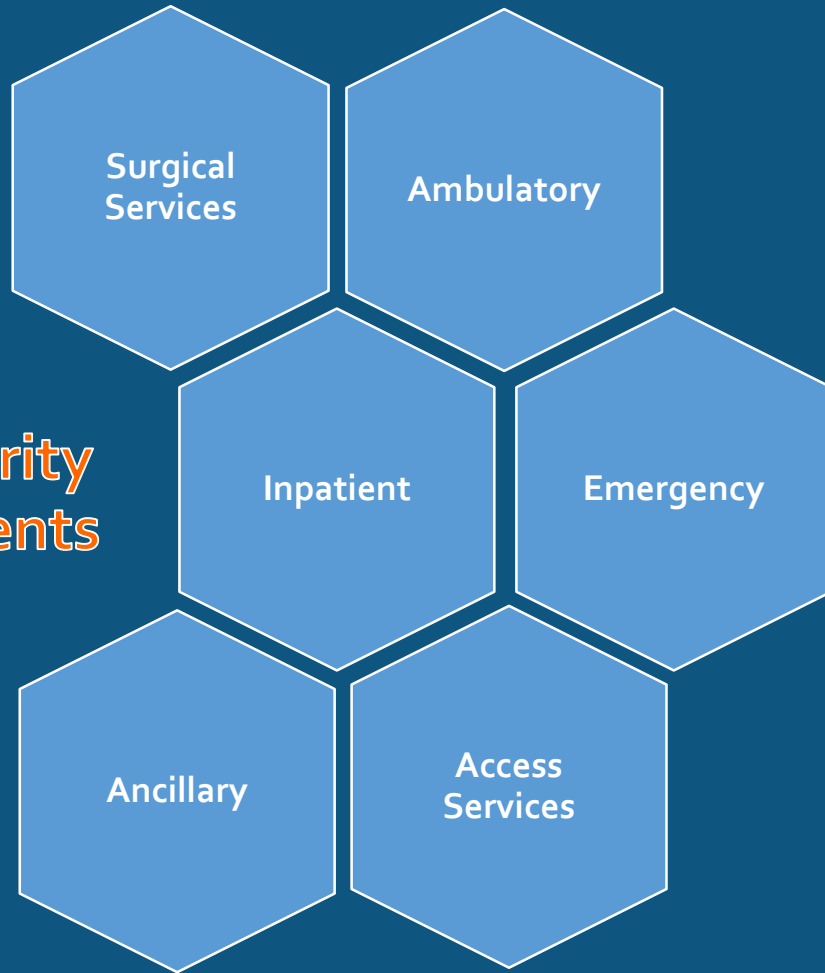 Surgical
Services
Ambulatory
rity
ents
Inpatient
Emergency
Ancillary
Access
Services